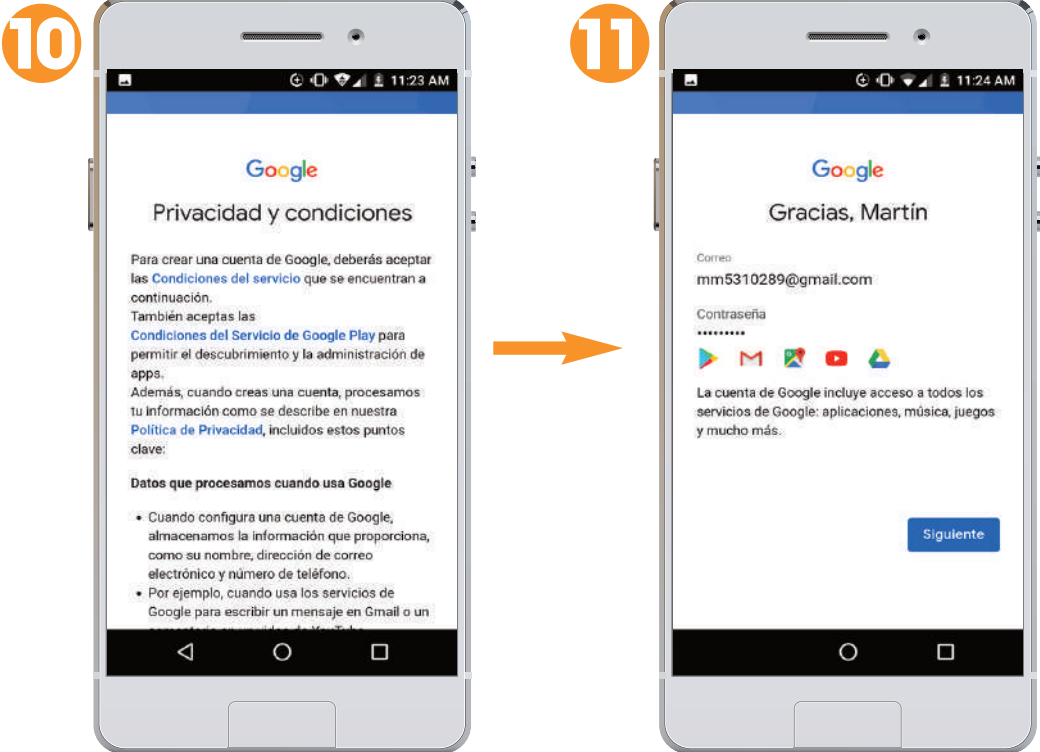 10
11:23 AM
Google
Privacidad y condiciones
Para crear una cuenta de Google, deberás aceptar
las Condiciones del servicio que se encuentran a
continuación.
También aceptas las
Condiciones del Servicio de Google Play para
permitir el descubrimiento y la administración de
apps.
Además, cuando creas una cuenta, procesamos
tu información como se describe en nuestra
Política de Privacidad, incluidos estos puntos
clave:
Datos que procesamos cuando usa Google
• Cuando configura una cuenta de Google,
almacenamos la información que proporciona,
como su nombre, dirección de correo
electrónico y número de teléfono.
• Por ejemplo, cuando usa los servicios de
Google para escribir un mensaje en Gmail o un
11
11:24 AM
Google
Gracias, Martín
Correo
mm5310289@gmail.com
Contraseña
•••••••••
La cuenta de Google incluye acceso a todos los
servicios de Google: aplicaciones, música, juegos
y mucho más.
Siguiente